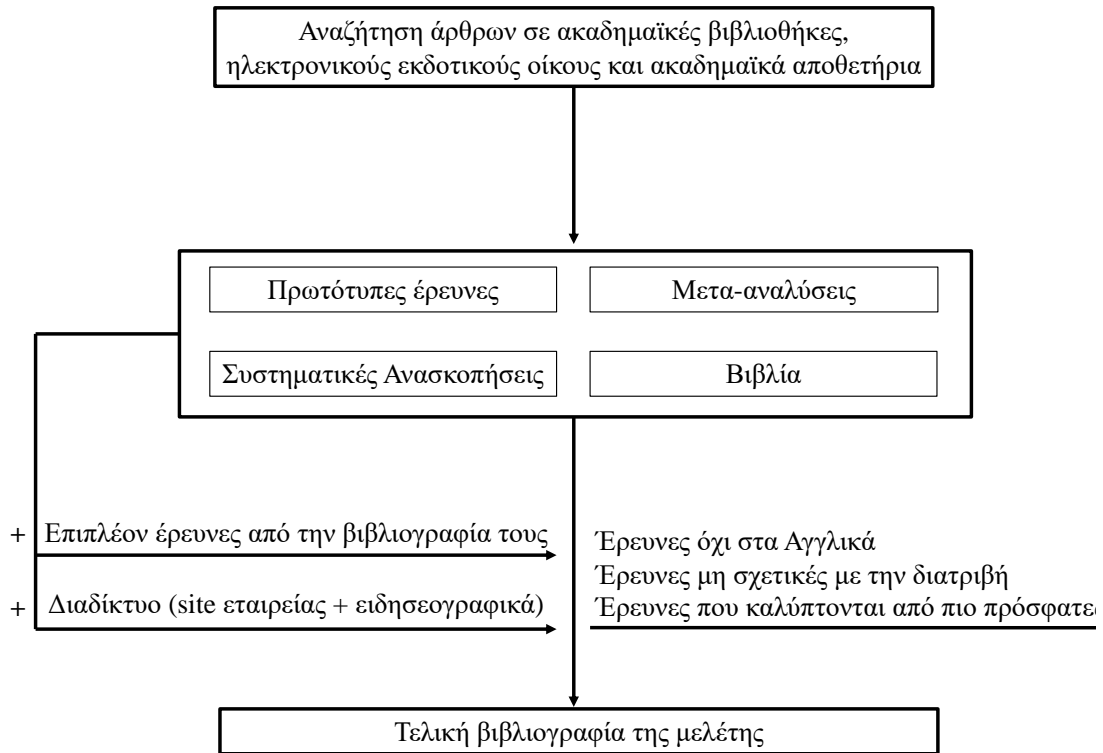 Αναζήτηση άρθρων σε ακαδημαϊκές βιβλιοθήκες,
ηλεκτρονικούς εκδοτικούς οίκους και ακαδημαϊκά αποθετήρια
Πρωτότυπες έρευνες
Μετα-αναλύσεις
Συστηματικές Ανασκοπήσεις
Βιβλία
+ Επιπλέον έρευνες από την βιβλιογραφία τους
+ Διαδίκτυο (site εταιρείας + ειδησεογραφικά)
Έρευνες όχι στα Αγγλικά
Έρευνες μη σχετικές με την διατριβή
Έρευνες που καλύπτονται από πιο πρόσφατες
Τελική βιβλιογραφία της μελέτης